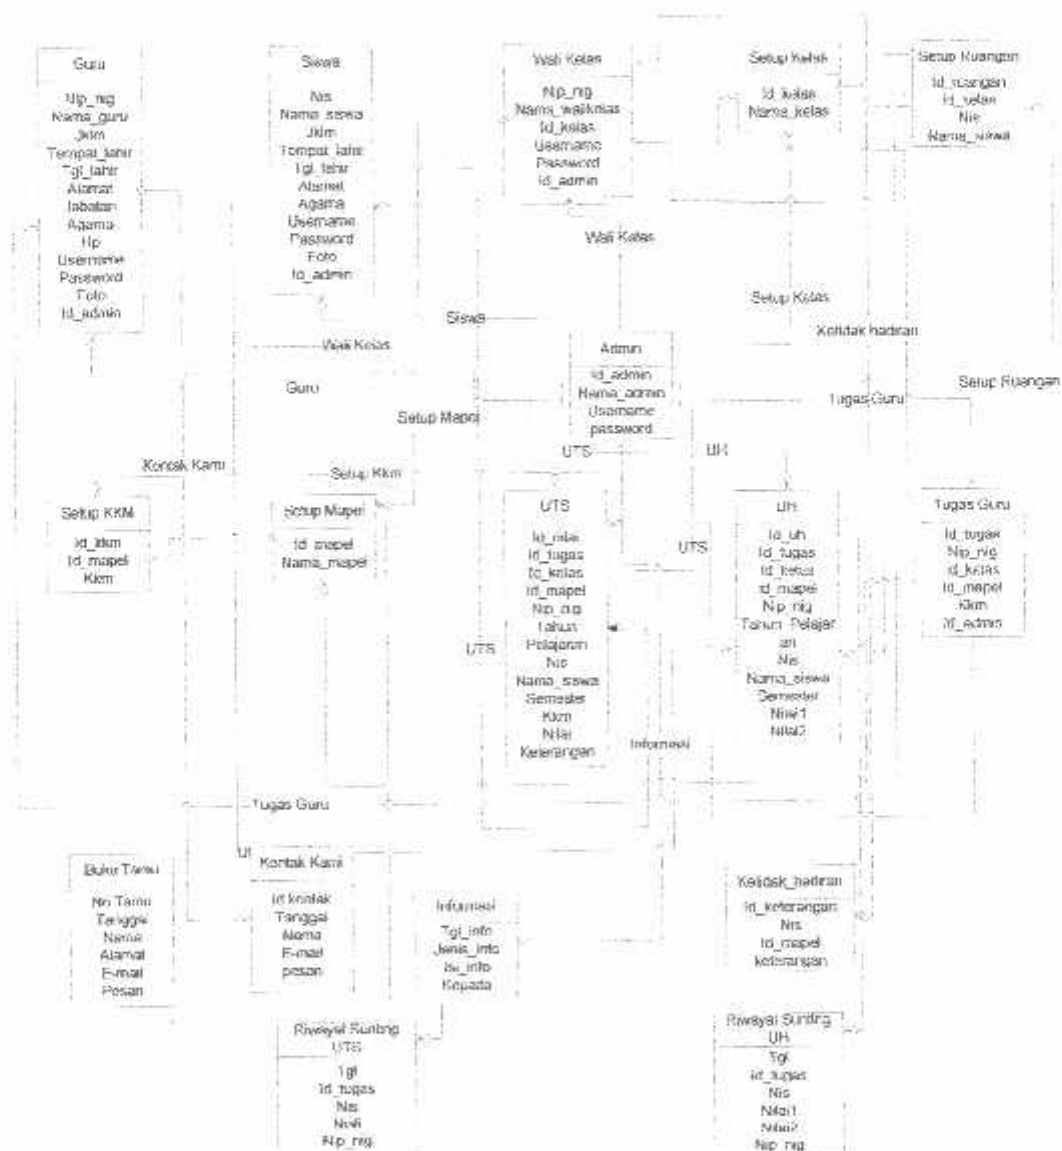 Guru
Nip_nig
Nama_guru
Jklm
Tempat_lahir
Tgl_lahir
Alamat
Jabatan
Agama
Hp
Username
Password
Foto
Id_admin
Siswa
Nis
Nama_siswa
Jklm
Tempat_lahir
Tgl_lahir
Alamat
Agama
Username
Password
Foto
Id_admin
Wali Kelas
Nip_nig
Nama_walikelas
Id_kelas
Username
Password
Id_admin
Setup Kelas
Id_kelas
Nama_kelas
Setup Ruangan
Id_ruangan
Id_kelas
Nis
Nama_siswa
Wali Kelas
Setup Kelas
Siswa
Ketidak hadiran
Wali Kelas
Admin
Id_admin
Nama_admin
Username
password
Guru
Setup Ruangan
Setup Mapel
Tugas Guru
UTS
UH
Kontak Kami
Setup Kkm
Setup KKM
Id_kkm
Id_mapel
Kkm
Setup Mapel
Id_mapel
Nama_mapel
UTS
Id_nilai
Id_tugas
Id_kelas
Id_mapel
Nip_nig
Tahun
Pelajaran
Nis
Nama_siswa
Semester
Kkm
Nilai
Keterangan
UTS
UTS
UH
Id_uh
Id_tugas
Id_kelas
Id_mapel
Nip_nig
Tahun_Pelajar
an
Nis
Nama_siswa
Semester
Nilai1
Nilai2
Tugas Guru
Id_tugas
Nip_nig
Id_kelas
Id_mapel
Kkm
Id_admin
Informasi
Tugas Guru
Buku Tamu
No Tamu
Tanggal
Nama
Alamat
E-mail
Pesan
Kontak Kami
Id kontak
Tanggal
Nama
E-mail
pesan
Informasi
Tgl_info
Jenis_info
Isi_info
Kepada
Ketidak_hadiran
Id_keterangan
Nis
Id_mapel
keterangan
Riwayat Sunting
UTS
Tgl
Id_tugas
Nis
Nip_nig
Riwayat Sunting
UH
Tgl
Id_tugas
Nis
Nilai1
Nilai2
Nip_nig